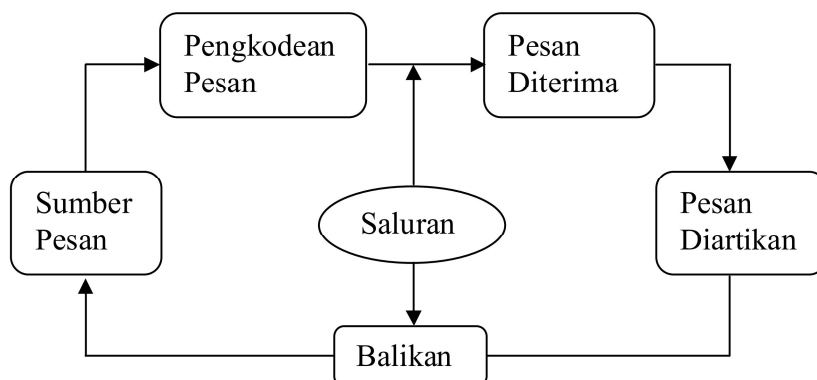 Pengkodean
Pesan
Pesan
Diterima
Sumber
Pesan
Saluran
Pesan
Diartikan
Balikan